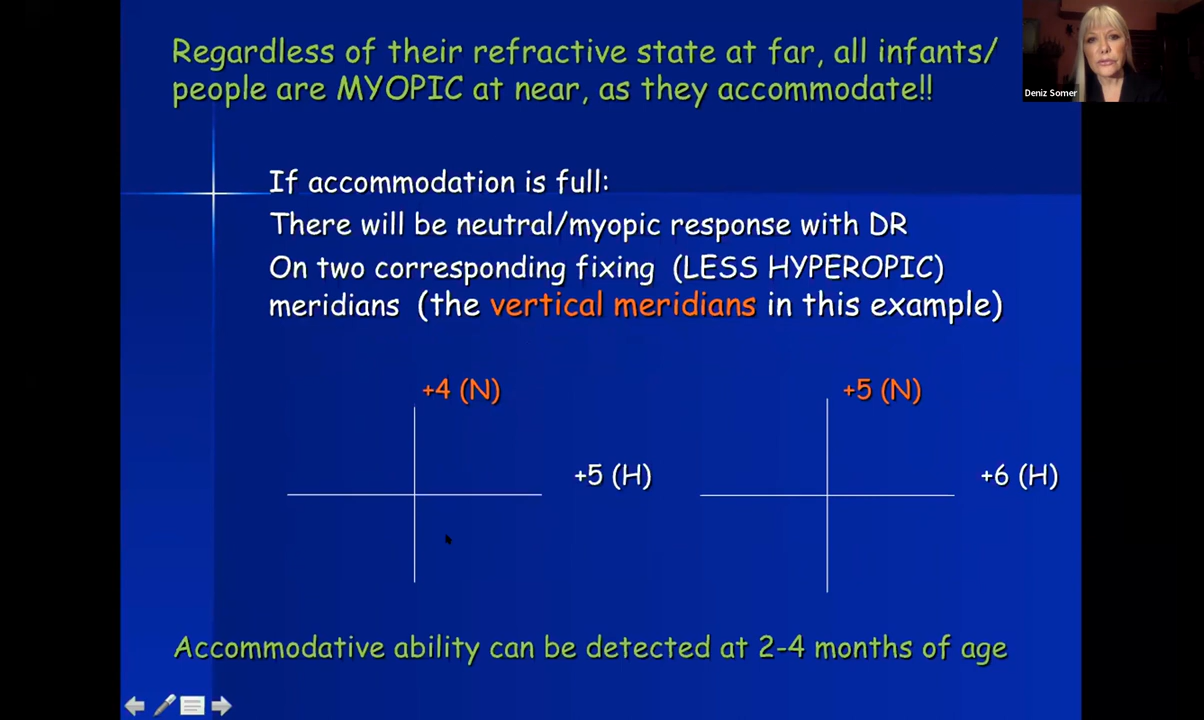 Regardless of their refractive state at far, all infants/
people are MYOPIC at near, as they accommodate!!
Deniz Somer
If accommodation is full:
There will be neutral/myopic response with DR
On two corresponding fixing (LESS HYPEROPIC)
meridians (the vertical meridians in this example)
+4 (N)
+5 (N)
+5 (H)
+6 (H)
Accommodative ability can be detected at 2-4 months of age